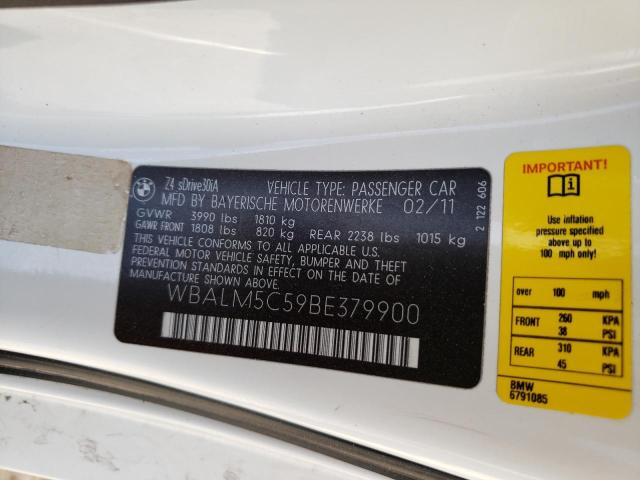 BMW
Z4 sDrive30iA VEHICLE TYPE: PASSENGER CAR
MFD BY BAYERISCHE MOTORENWERKE 02/11
GVWR 3990 lbs 1810 kg
GAWR FRONT 1808 lbs 820 kg REAR 2238 lbs 1015 kg
THIS VEHICLE CONFORMS TO ALL APPLICABLE U.S.
FEDERAL MOTOR VEHICLE SAFETY, BUMPER AND THEFT
PREVENTION STANDARDS IN EFFECT ON THE DATE OF
MANUFACTURE SHOWN ABOVE.
WBALM5C59BE379900
2 122 606
IMPORTANT!
Use inflation
pressure specified
above up to
100 mph only!
over 100 mph
FRONT 260 KPA
38 PSI
REAR 310 KPA
45 PSI
BMW
6791085